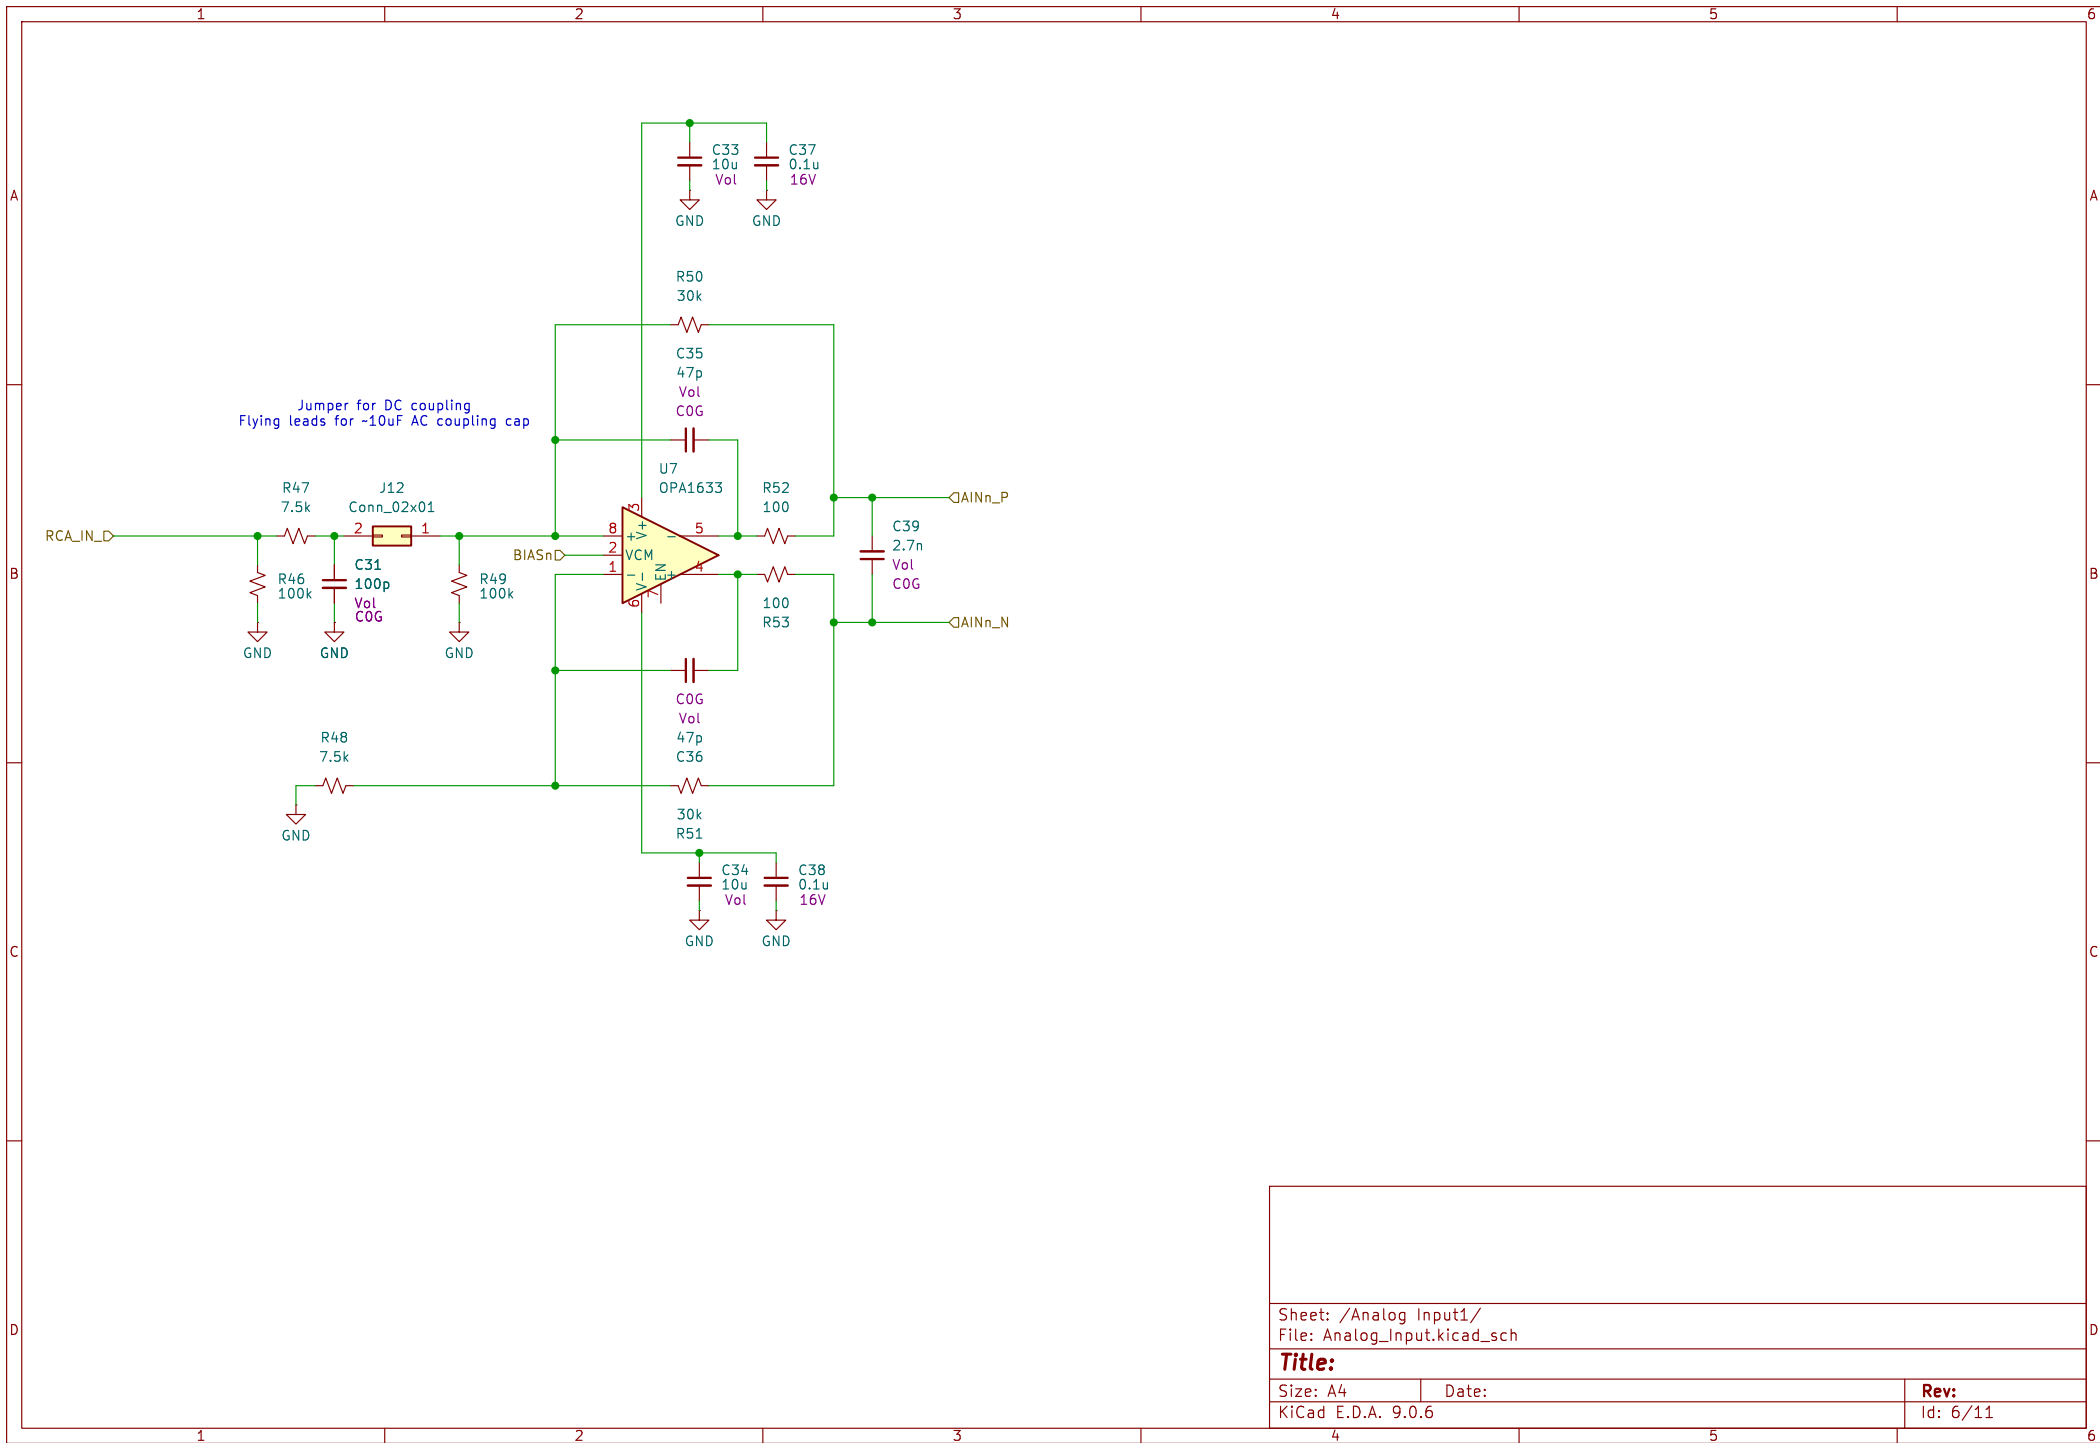 1 2 3 4 5 6
A A
C33
10u
Vol
GND
C37
0.1u
16V
GND
R50
30k
C35
47p
Vol
C0G
Jumper for DC coupling
Flying leads for ~10uF AC coupling cap
U7
OPA1633
R47
7.5k
J12
Conn_02x01
2 1
R52
100
AINn_P
RCA_IN_
BIASn
8
2
1
3
V+
+
VCM
-
V-
EN
-
+
5
4
6
7
C39
2.7n
Vol
C0G
C31
100p
Vol
C0G
GND
R46
100k
GND
R49
100k
GND
B B
100
R53
AINn_N
C0G
Vol
47p
C36
R48
7.5k
GND
30k
R51
C34
10u
Vol
GND
C38
0.1u
16V
GND
C C
D D
Sheet: /Analog Input1/
File: Analog_Input.kicad_sch
Title:
Size: A4 Date: Rev:
KiCad E.D.A. 9.0.6 Id: 6/11
1 2 3 4 5 6